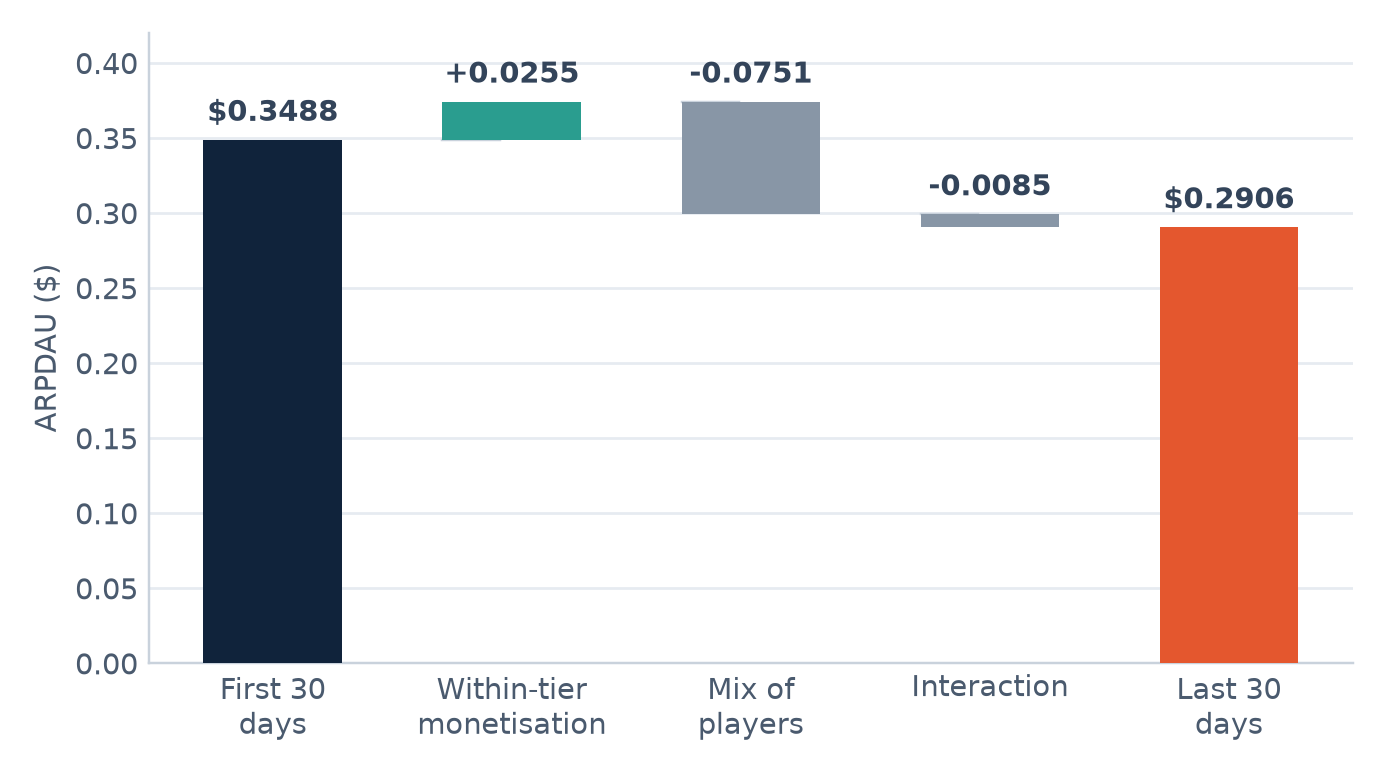 ARPDAU ($)
0.40
0.35
0.30
0.25
0.20
0.15
0.10
0.05
0.00
$0.3488
+0.0255
-0.0751
-0.0085
$0.2906
First 30
days
Within-tier
monetisation
Mix of
players
Interaction
Last 30
days